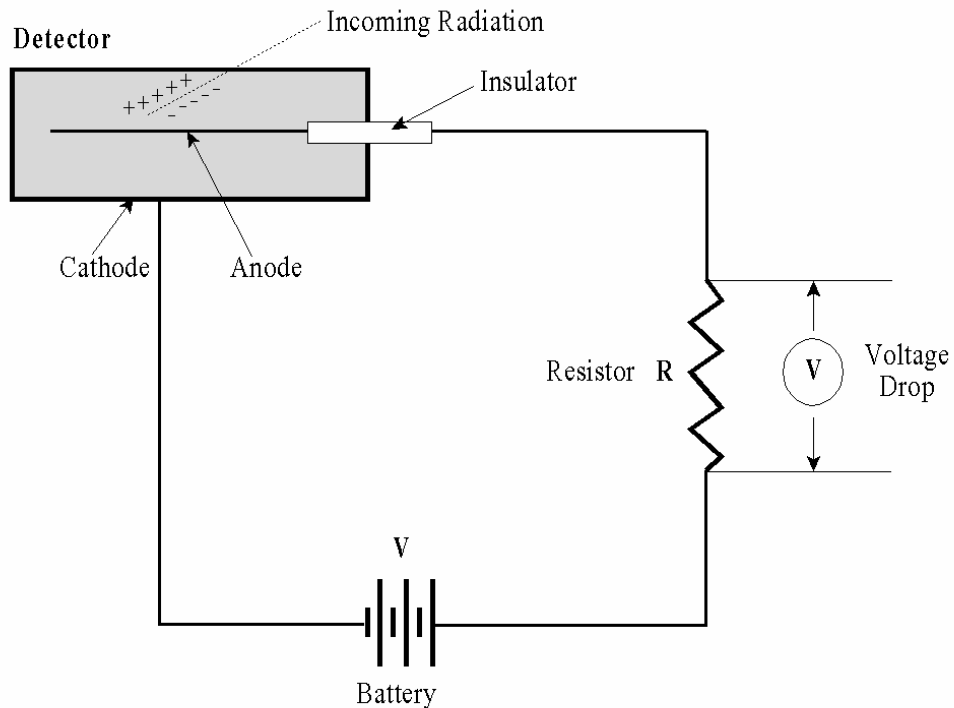 Incoming Radiation
Detector
+ + + + +
- - - - -
Insulator
Cathode
Anode
Resistor R
V
Voltage
Drop
V
Battery